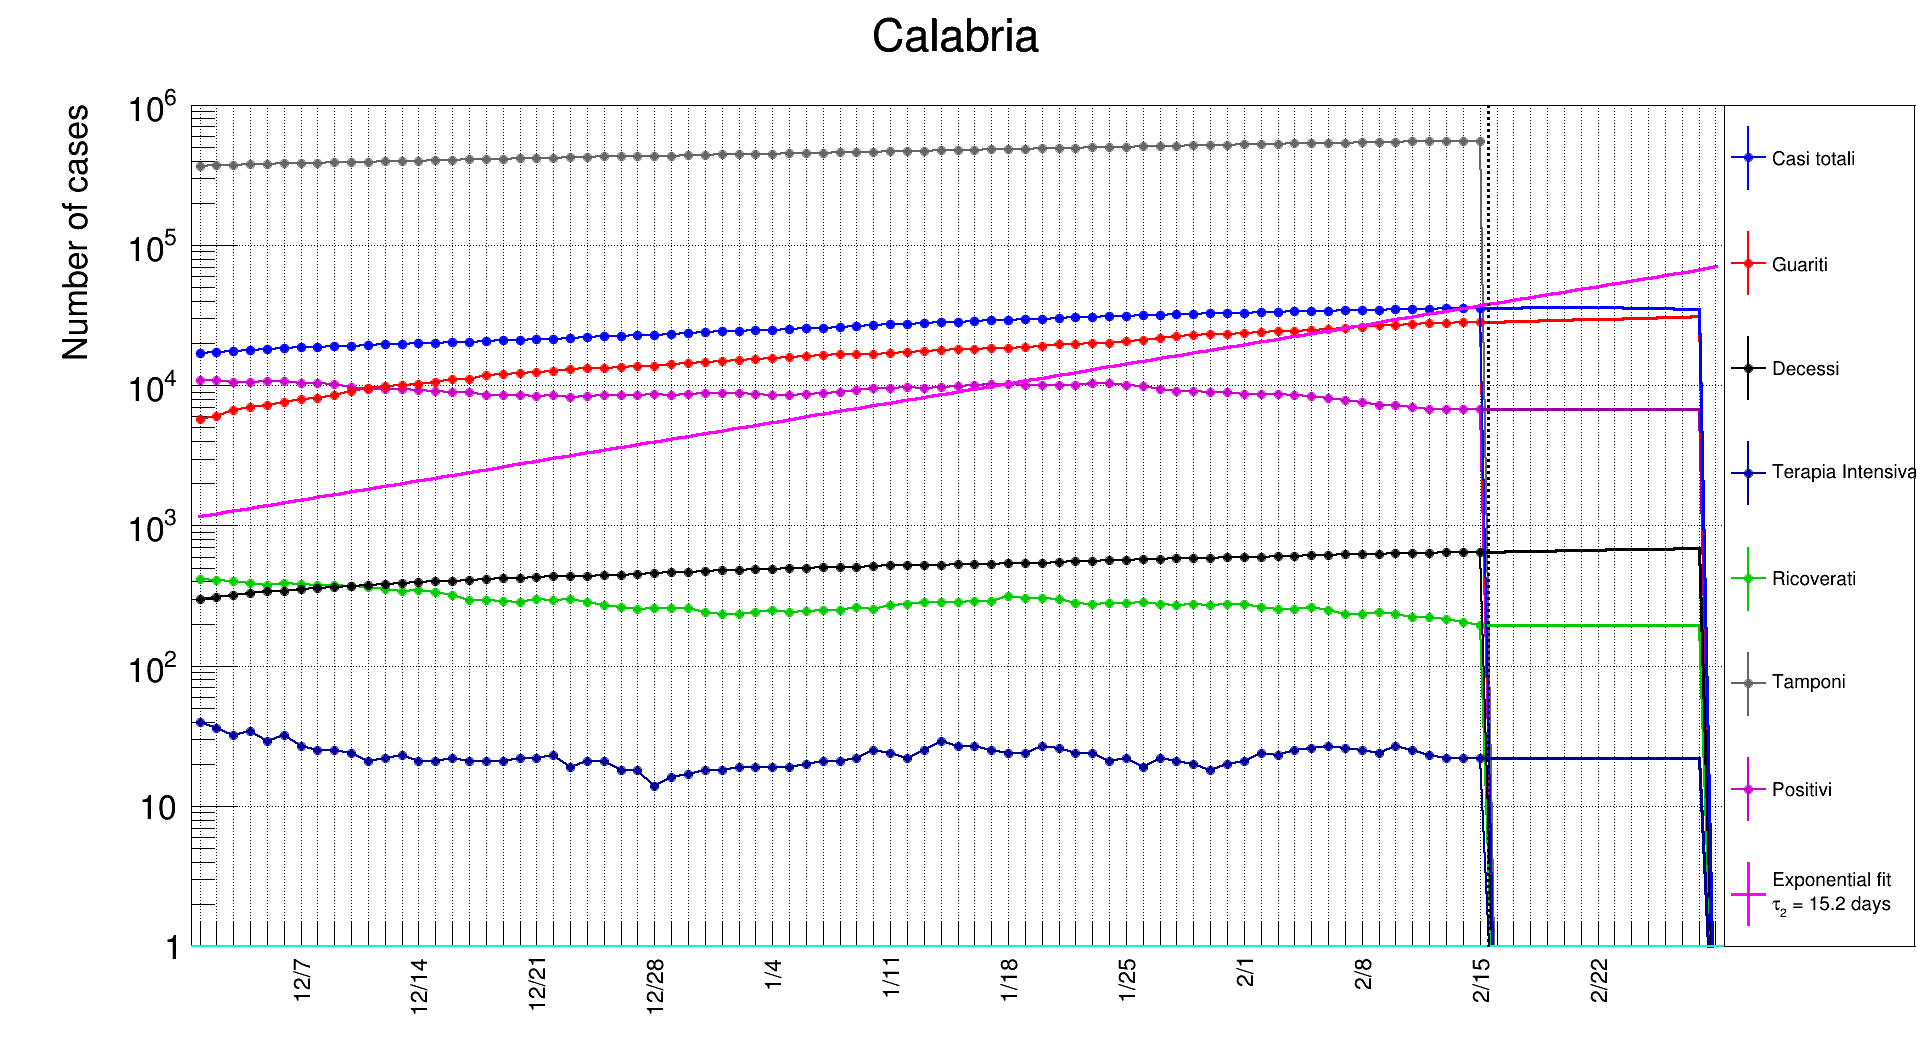 Calabria
Number of cases
10^6
10^5
10^4
10^3
10^2
10
1
12/7
12/14
12/21
12/28
1/4
1/11
1/18
1/25
2/1
2/8
2/15
2/22
Casi totali
Guariti
Decessi
Terapia Intensiva
Ricoverati
Tamponi
Positivi
Exponential fit
τ₂ = 15.2 days